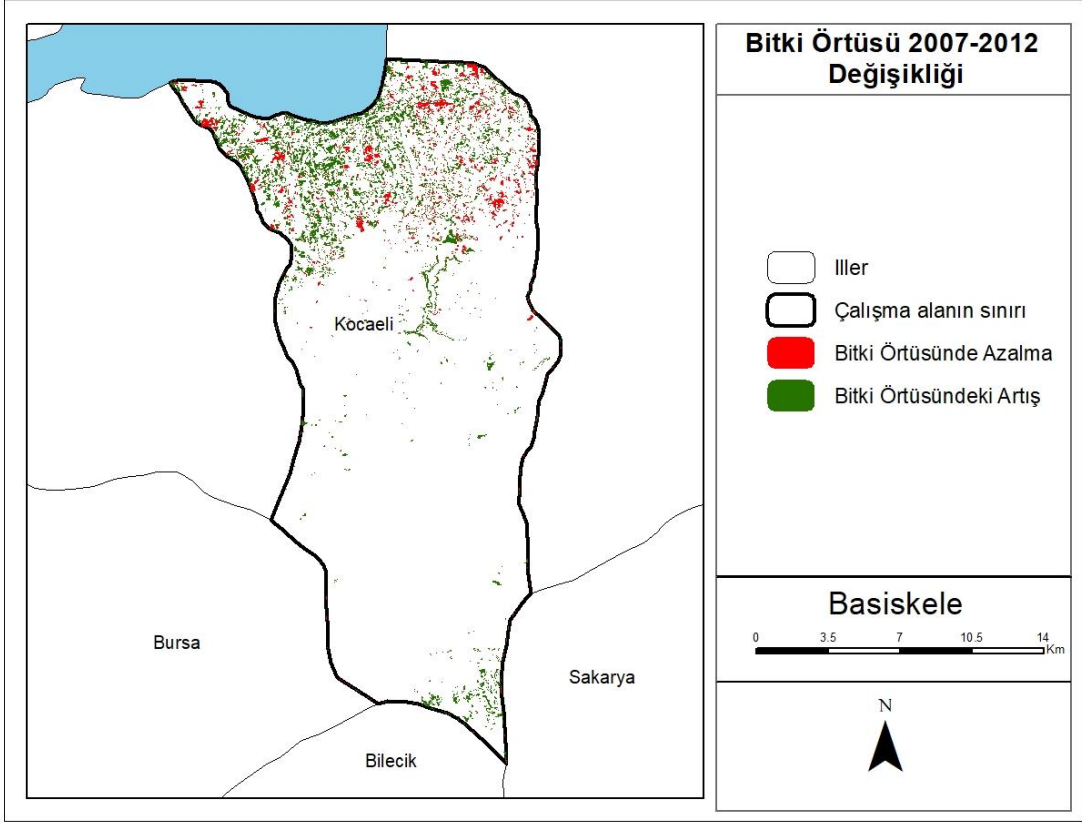 Bitki Örtüsü 2007-2012
Değişikliği
Iller
Çalışma alanın sınırı
Bitki Örtüsünde Azalma
Bitki Örtüsündeki Artış
Kocaeli
Bursa
Sakarya
Bilecik
Basiskele
0 3.5 7 10.5 14
Km
N